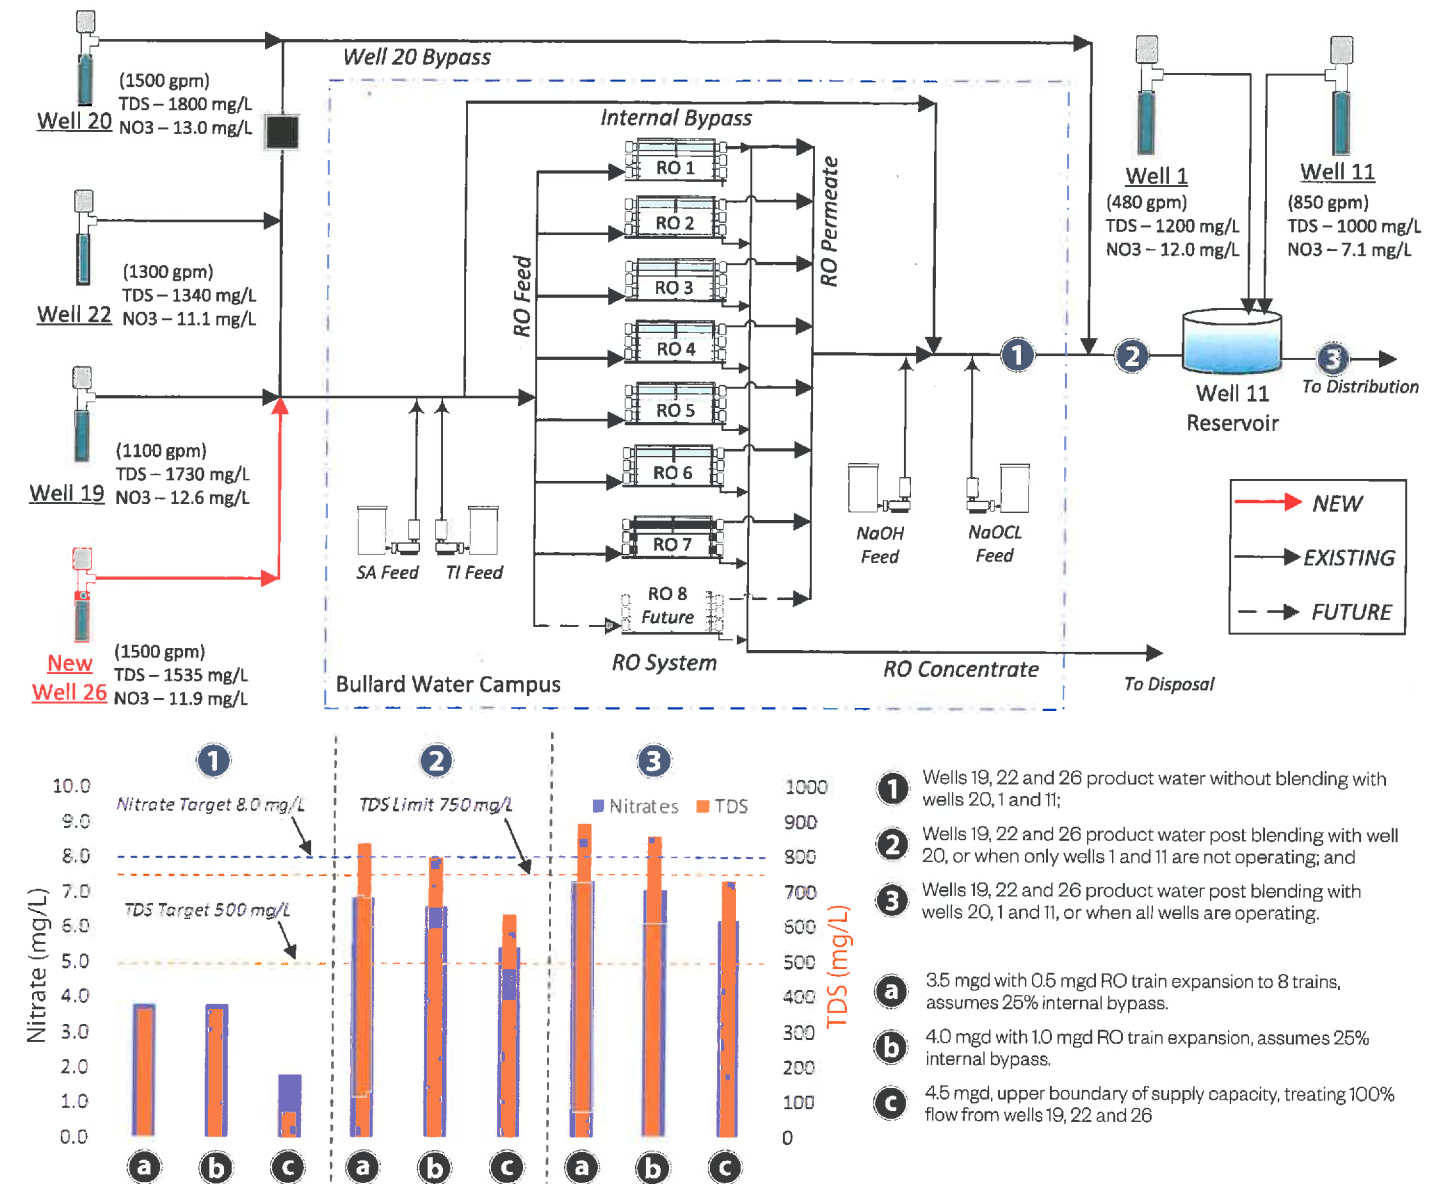 Well 20 Bypass
(1500 gpm)
TDS – 1800 mg/L
NO3 – 13.0 mg/L
Well 20
Internal Bypass
RO 1
RO 2
RO 3
RO 4
RO 5
RO 6
RO 7
RO 8
Future
RO Feed
RO Permeate
RO System
RO Concentrate
To Disposal
Bullard Water Campus
Well 1
(480 gpm)
TDS – 1200 mg/L
NO3 – 12.0 mg/L
Well 11
(850 gpm)
TDS – 1000 mg/L
NO3 – 7.1 mg/L
(1300 gpm)
TDS – 1340 mg/L
NO3 – 11.1 mg/L
Well 22
(1100 gpm)
TDS – 1730 mg/L
NO3 – 12.6 mg/L
Well 19
New
Well 26
(1500 gpm)
TDS – 1535 mg/L
NO3 – 11.9 mg/L
SA Feed
TI Feed
NaOH
Feed
NaOCL
Feed
1
2
3
Well 11
Reservoir
To Distribution
NEW
EXISTING
FUTURE
1
2
3
Nitrate Target 8.0 mg/L
TDS Limit 750 mg/L
TDS Target 500 mg/L
Nitrates
TDS
Nitrate (mg/L)
10.0
9.0
8.0
7.0
6.0
5.0
4.0
3.0
2.0
1.0
0.0
1000
900
800
700
600
500
400
300
200
100
0
TDS (mg/L)
a
b
c
a
b
c
a
b
c
1 Wells 19, 22 and 26 product water without blending with
wells 20, 1 and 11;
2 Wells 19, 22 and 26 product water post blending with well
20, or when only wells 1 and 11 are not operating; and
3 Wells 19, 22 and 26 product water post blending with
wells 20, 1 and 11, or when all wells are operating.
a 3.5 mgd with 0.5 mgd RO train expansion to 8 trains,
assumes 25% internal bypass.
b 4.0 mgd with 1.0 mgd RO train expansion, assumes 25%
internal bypass.
c 4.5 mgd, upper boundary of supply capacity, treating 100%
flow from wells 19, 22 and 26